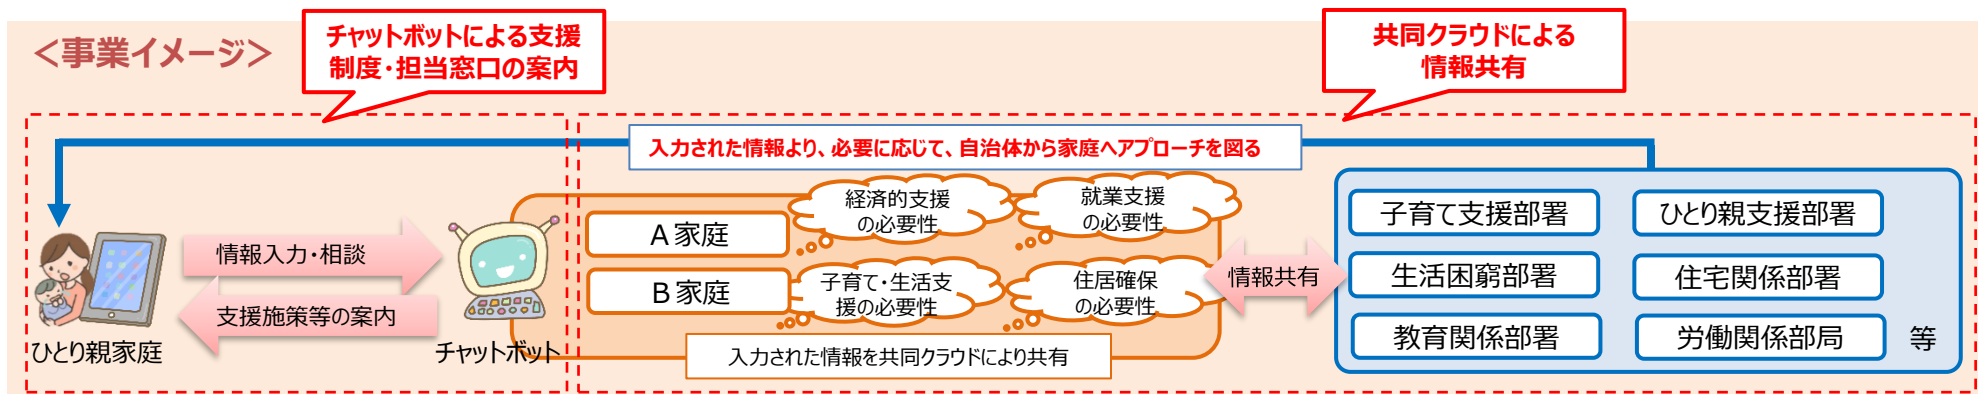 <事業イメージ>
チャットボットによる支援
制度・担当窓口の案内
共同クラウドによる
情報共有
入力された情報より、必要に応じて、自治体から家庭へアプローチを図る
情報入力・相談
支援施策等の案内
ひとり親家庭
チャットボット
A家庭
B家庭
経済的支援
の必要性
就業支援
の必要性
子育て・生活支
援の必要性
住居確保
の必要性
入力された情報を共同クラウドにより共有
情報共有
子育て支援部署
ひとり親支援部署
生活困窮部署
住宅関係部署
教育関係部署
労働関係部局
等